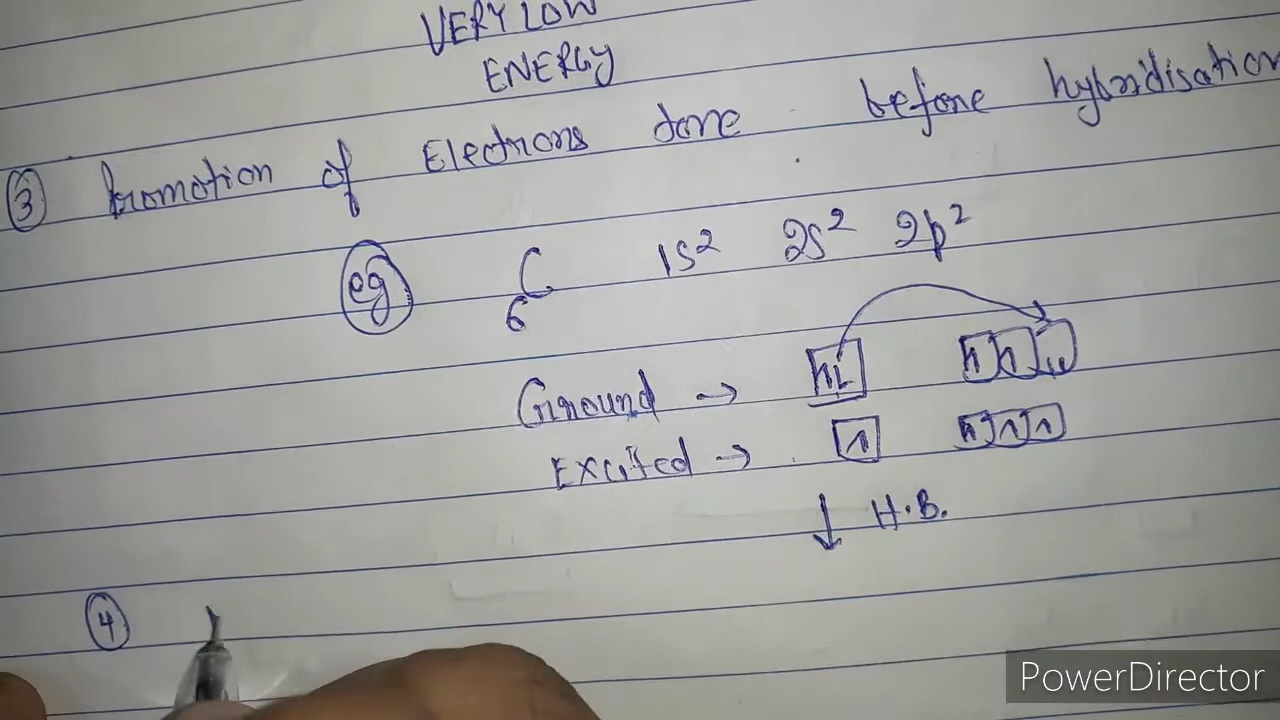 VERY LOW
ENERGY
③ Promotion of Electrons done before hybridisation
eg 6C 1s² 2s² 2p²
Ground → ↑↓ ↑ ↑
Excited → ↑ ↑ ↑ ↑
↓ H.B.
④
PowerDirector